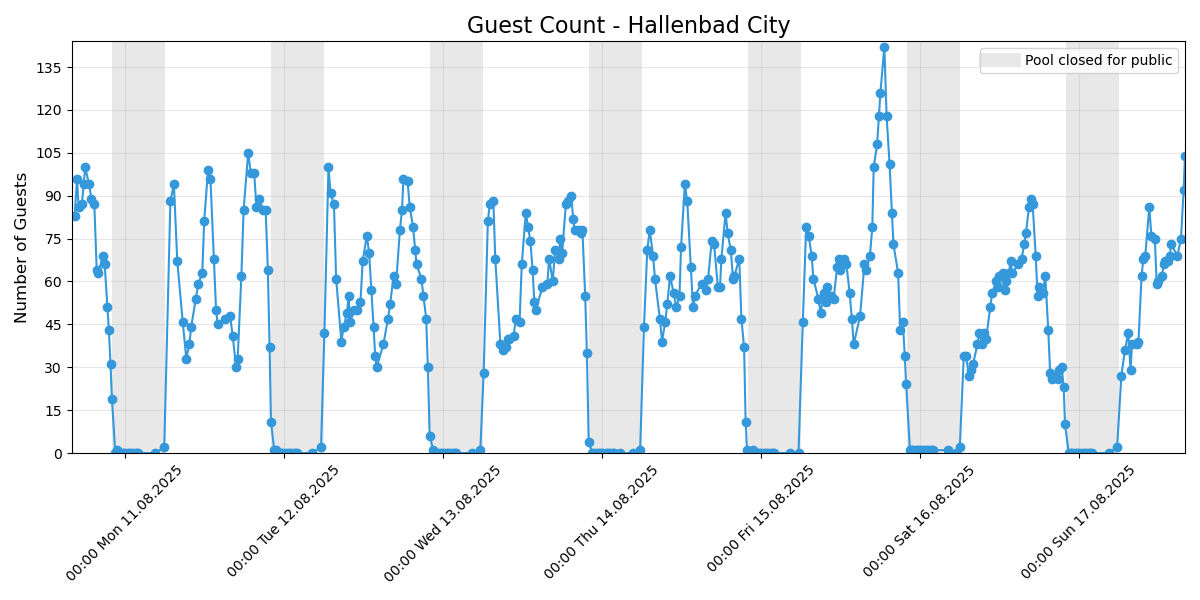 Guest Count - Hallenbad City
Pool closed for public
Number of Guests
135
120
105
90
75
60
45
30
15
0
00:00 Mon 11.08.2025
00:00 Tue 12.08.2025
00:00 Wed 13.08.2025
00:00 Thu 14.08.2025
00:00 Fri 15.08.2025
00:00 Sat 16.08.2025
00:00 Sun 17.08.2025